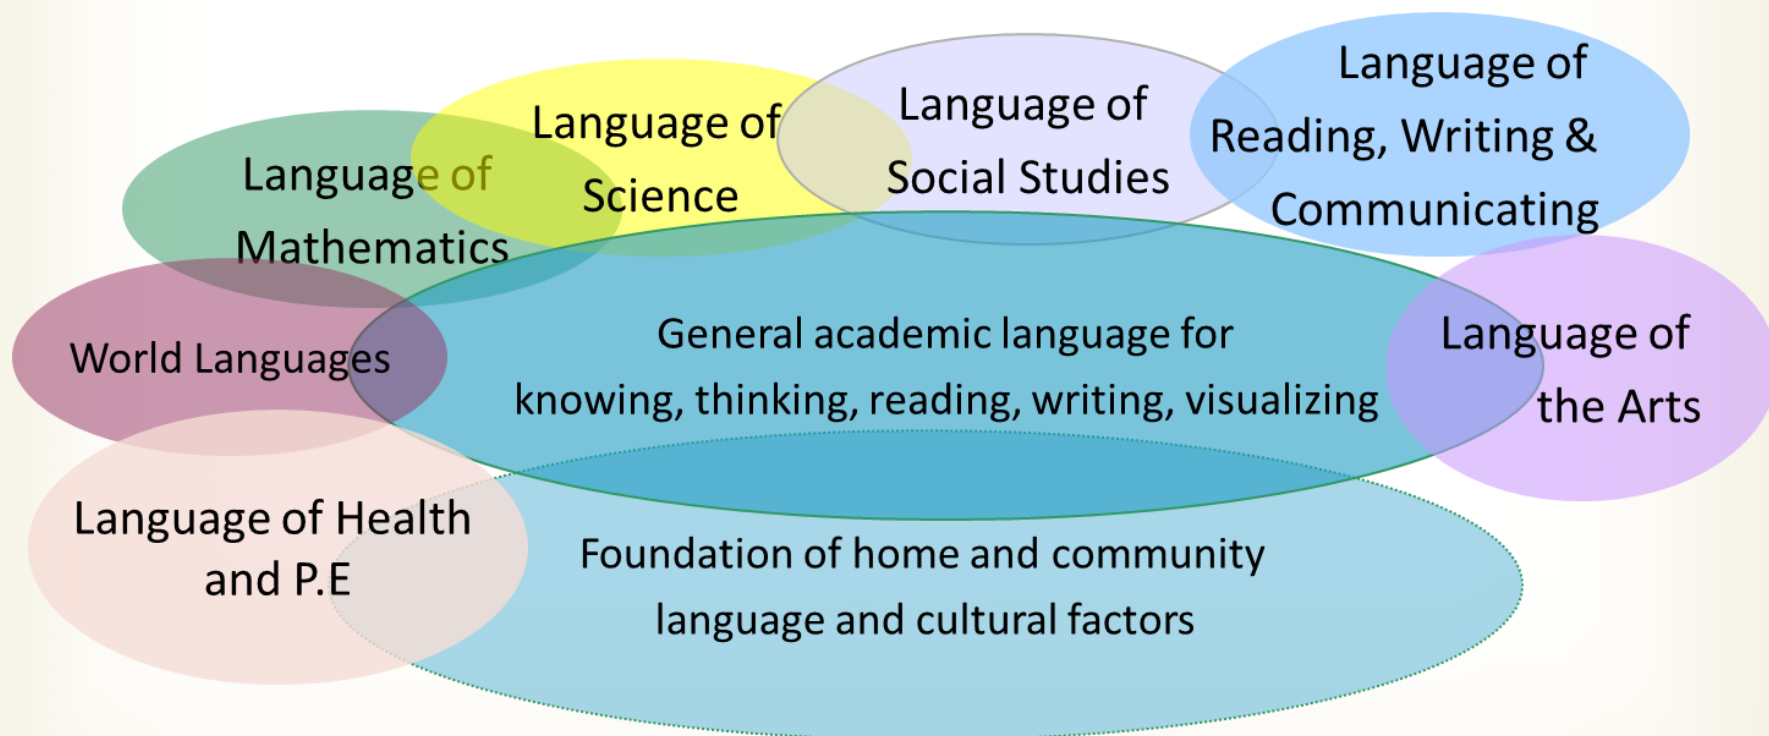 Language of
Mathematics
Language of
Science
Language of
Social Studies
Language of
Reading, Writing &
Communicating
World Languages
General academic language for
knowing, thinking, reading, writing, visualizing
Language of
the Arts
Language of Health
and P.E
Foundation of home and community
language and cultural factors